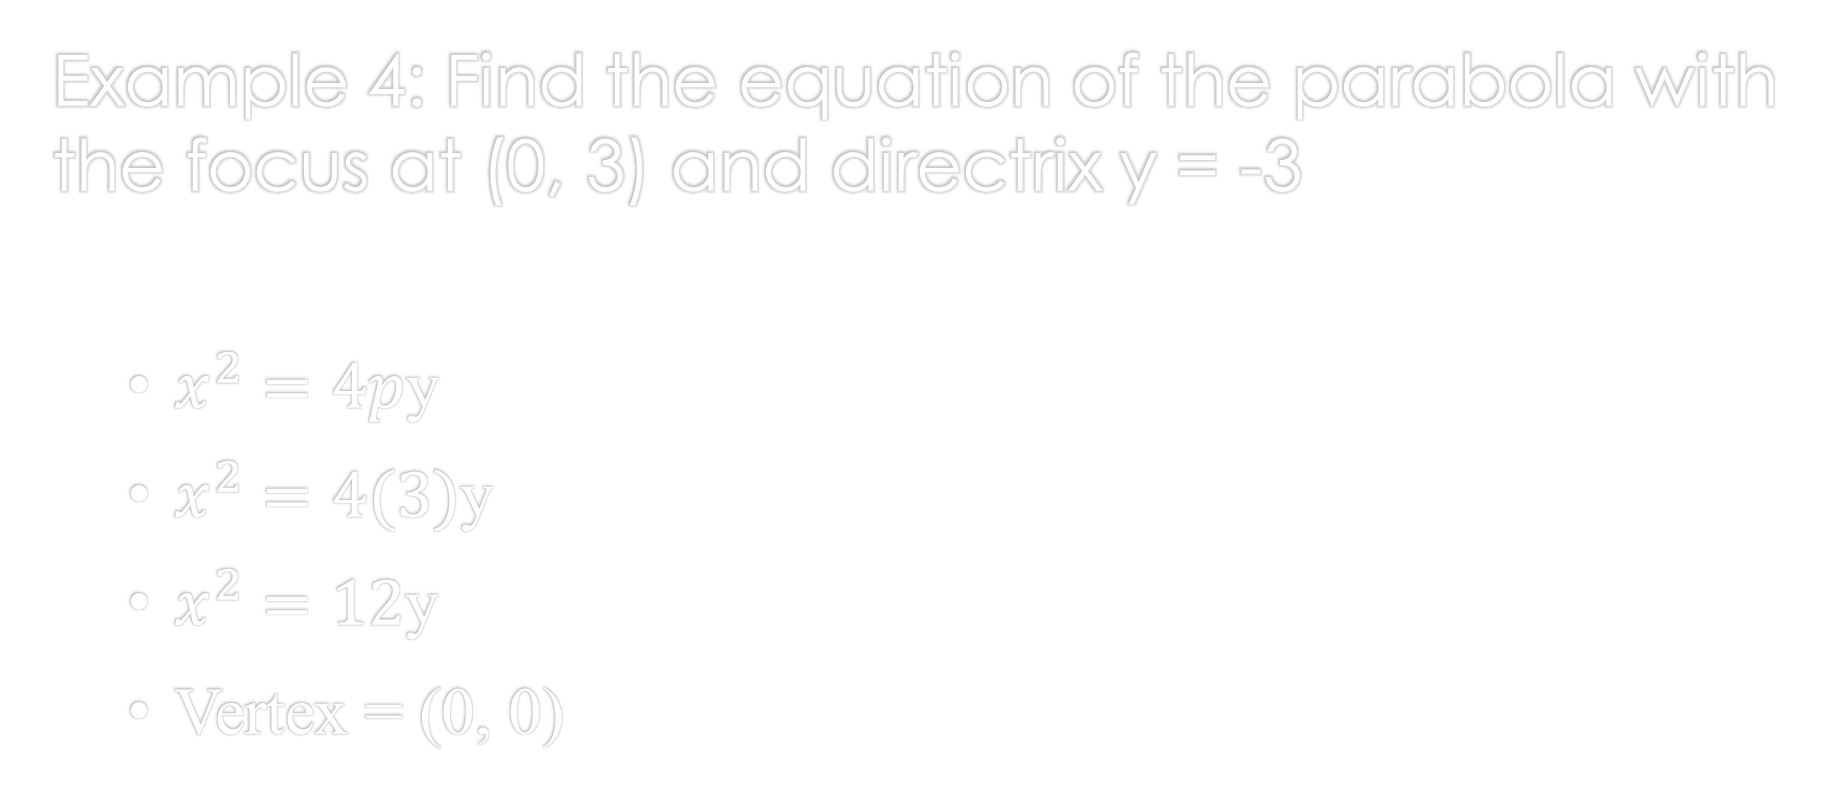 Example 4: Find the equation of the parabola with
the focus at (0, 3) and directrix y = -3
• x² = 4py
• x² = 4(3)y
• x² = 12y
• Vertex = (0, 0)